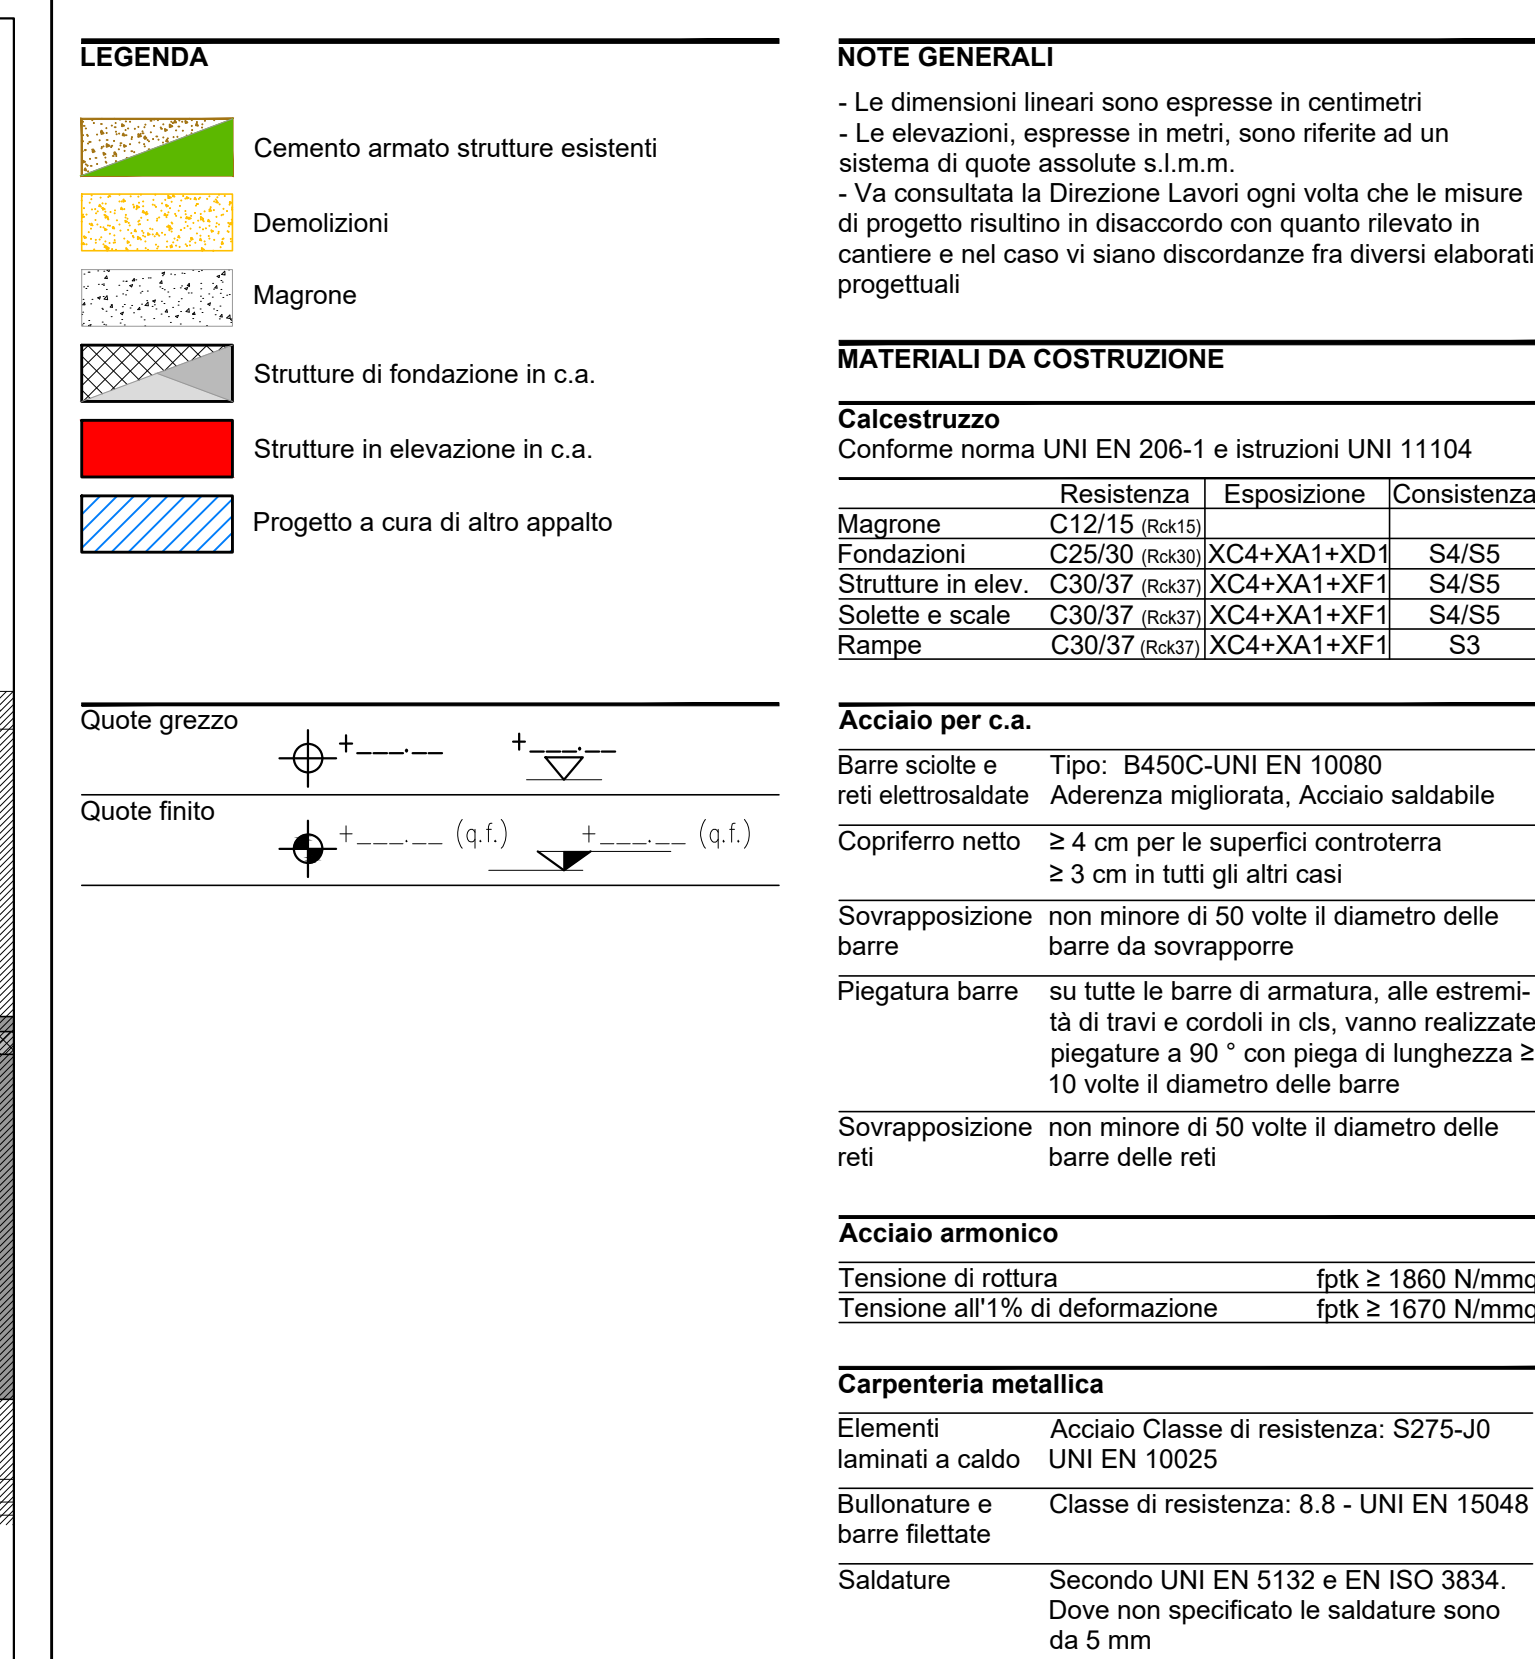 LEGENDA
Cemento armato strutture esistenti
Demolizioni
Magrone
Strutture di fondazione in c.a.
Strutture in elevazione in c.a.
Progetto a cura di altro appalto
Quote grezzo
+___.__ +___.__
Quote finito
+___.__ (q.f.) +___.__ (q.f.)
NOTE GENERALI
- Le dimensioni lineari sono espresse in centimetri
- Le elevazioni, espresse in metri, sono riferite ad un
sistema di quote assolute s.l.m.m.
- Va consultata la Direzione Lavori ogni volta che le misure
di progetto risultino in disaccordo con quanto rilevato in
cantiere e nel caso vi siano discordanze fra diversi elaborati
progettuali
MATERIALI DA COSTRUZIONE
Calcestruzzo
Conforme norma UNI EN 206-1 e istruzioni UNI 11104
Resistenza Esposizione Consistenza
Magrone C12/15 (Rck15)
Fondazioni C25/30 (Rck30) XC4+XA1+XD1 S4/S5
Strutture in elev. C30/37 (Rck37) XC4+XA1+XF1 S4/S5
Solette e scale C30/37 (Rck37) XC4+XA1+XF1 S4/S5
Rampe C30/37 (Rck37) XC4+XA1+XF1 S3
Acciaio per c.a.
Barre sciolte e Tipo: B450C-UNI EN 10080
reti elettrosaldate Aderenza migliorata, Acciaio saldabile
Copriferro netto ≥ 4 cm per le superfici controterra
≥ 3 cm in tutti gli altri casi
Sovrapposizione non minore di 50 volte il diametro delle
barre barre da sovrapporre
Piegatura barre su tutte le barre di armatura, alle estremi-
tà di travi e cordoli in cls, vanno realizzate
piegature a 90 ° con piega di lunghezza ≥
10 volte il diametro delle barre
Sovrapposizione non minore di 50 volte il diametro delle
reti barre delle reti
Acciaio armonico
Tensione di rottura fptk ≥ 1860 N/mmq
Tensione all'1% di deformazione fptk ≥ 1670 N/mmq
Carpenteria metallica
Elementi Acciaio Classe di resistenza: S275-J0
laminati a caldo UNI EN 10025
Bullonature e Classe di resistenza: 8.8 - UNI EN 15048
barre filettate
Saldature Secondo UNI EN 5132 e EN ISO 3834.
Dove non specificato le saldature sono
da 5 mm